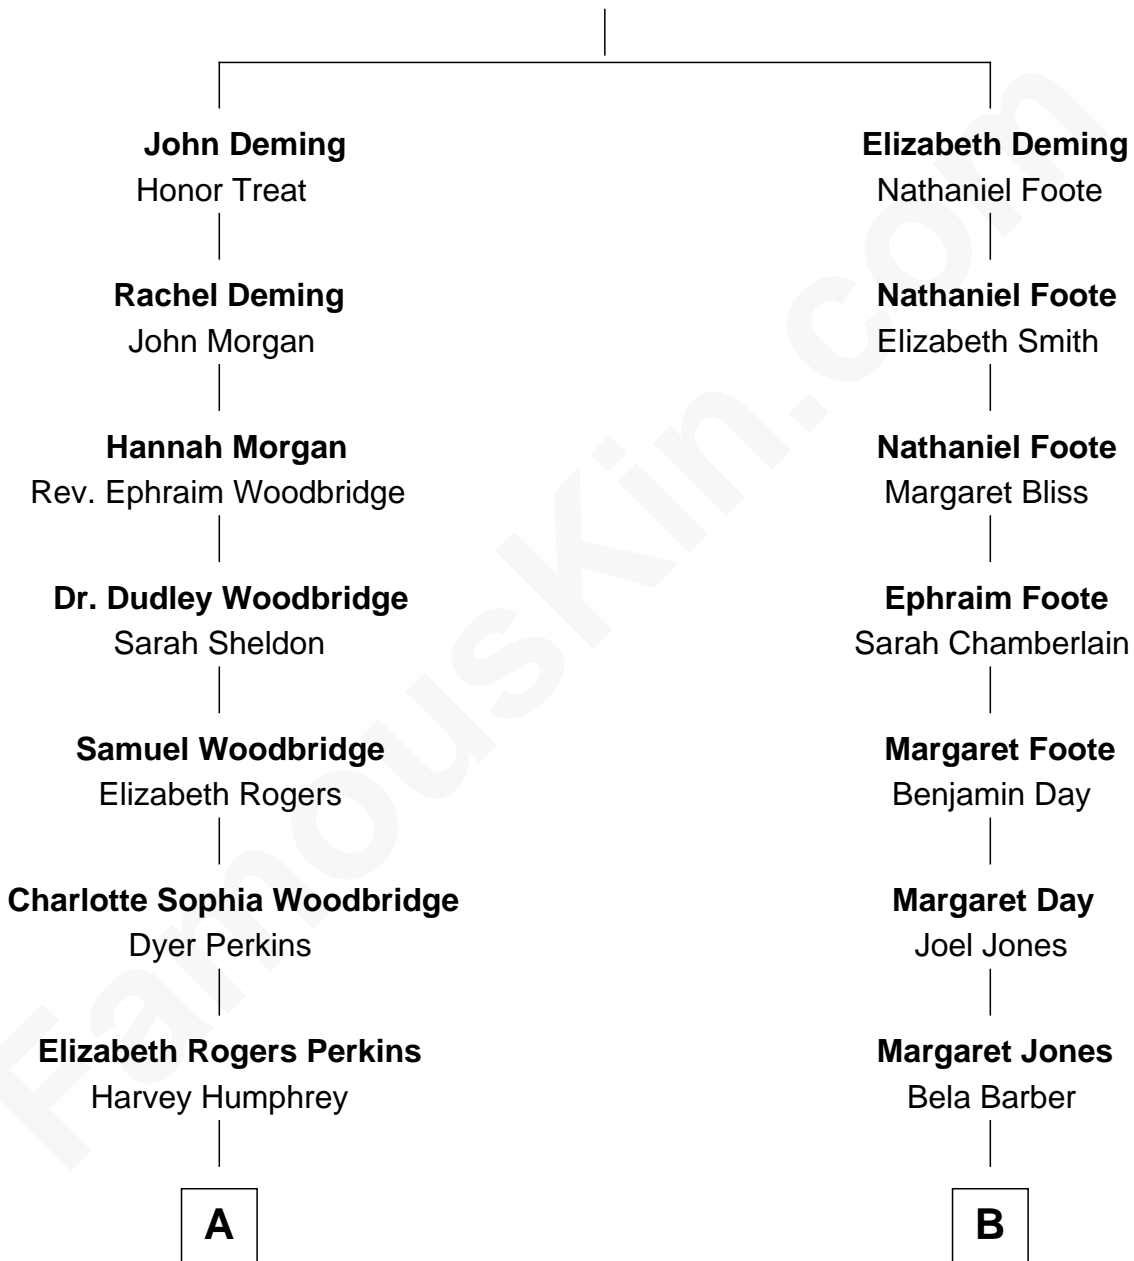 John Deming
Honor Treat
Rachel Deming
John Morgan
Hannah Morgan
Rev. Ephraim Woodbridge
Dr. Dudley Woodbridge
Sarah Sheldon
Samuel Woodbridge
Elizabeth Rogers
Charlotte Sophia Woodbridge
Dyer Perkins
Elizabeth Rogers Perkins
Harvey Humphrey
A
Elizabeth Deming
Nathaniel Foote
Nathaniel Foote
Elizabeth Smith
Nathaniel Foote
Margaret Bliss
Ephraim Foote
Sarah Chamberlain
Margaret Foote
Benjamin Day
Margaret Day
Joel Jones
Margaret Jones
Bela Barber
B
FamousKin.com